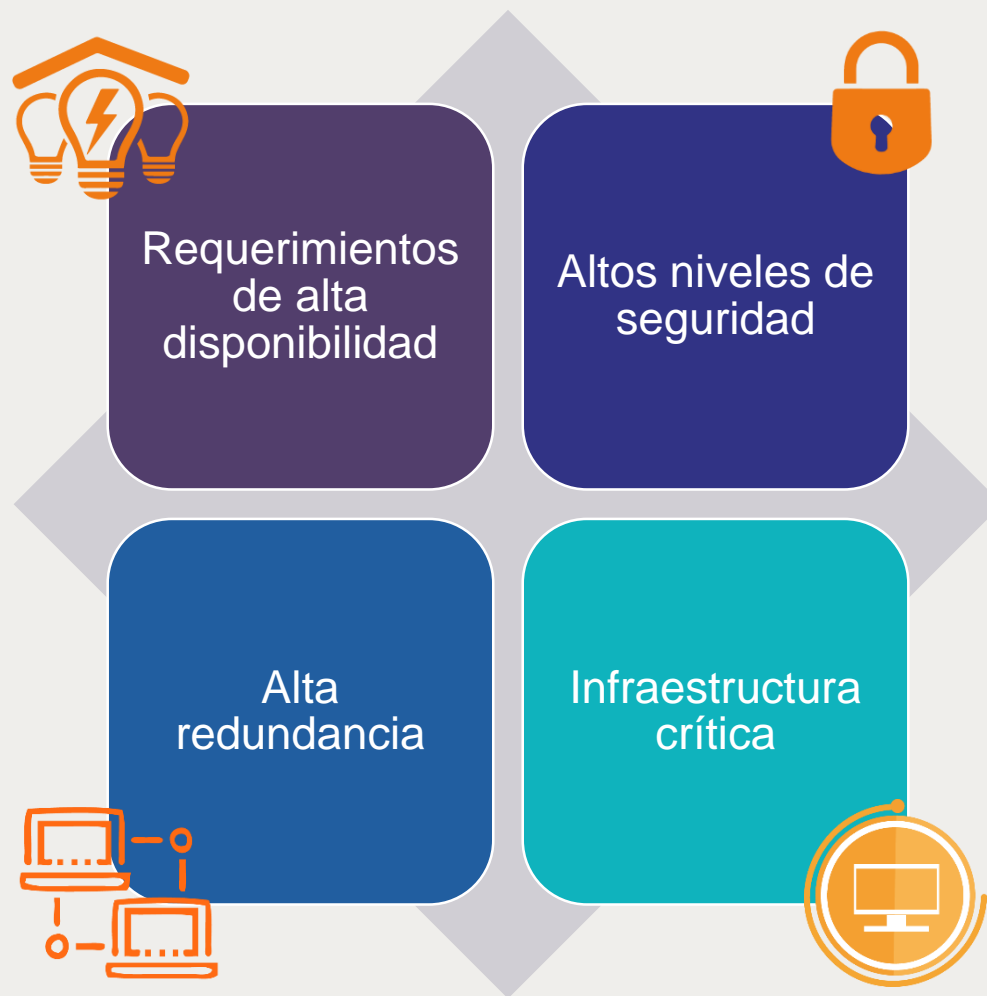 Requerimientos
de alta
disponibilidad
Altos niveles de
seguridad
Alta
redundancia
Infraestructura
crítica